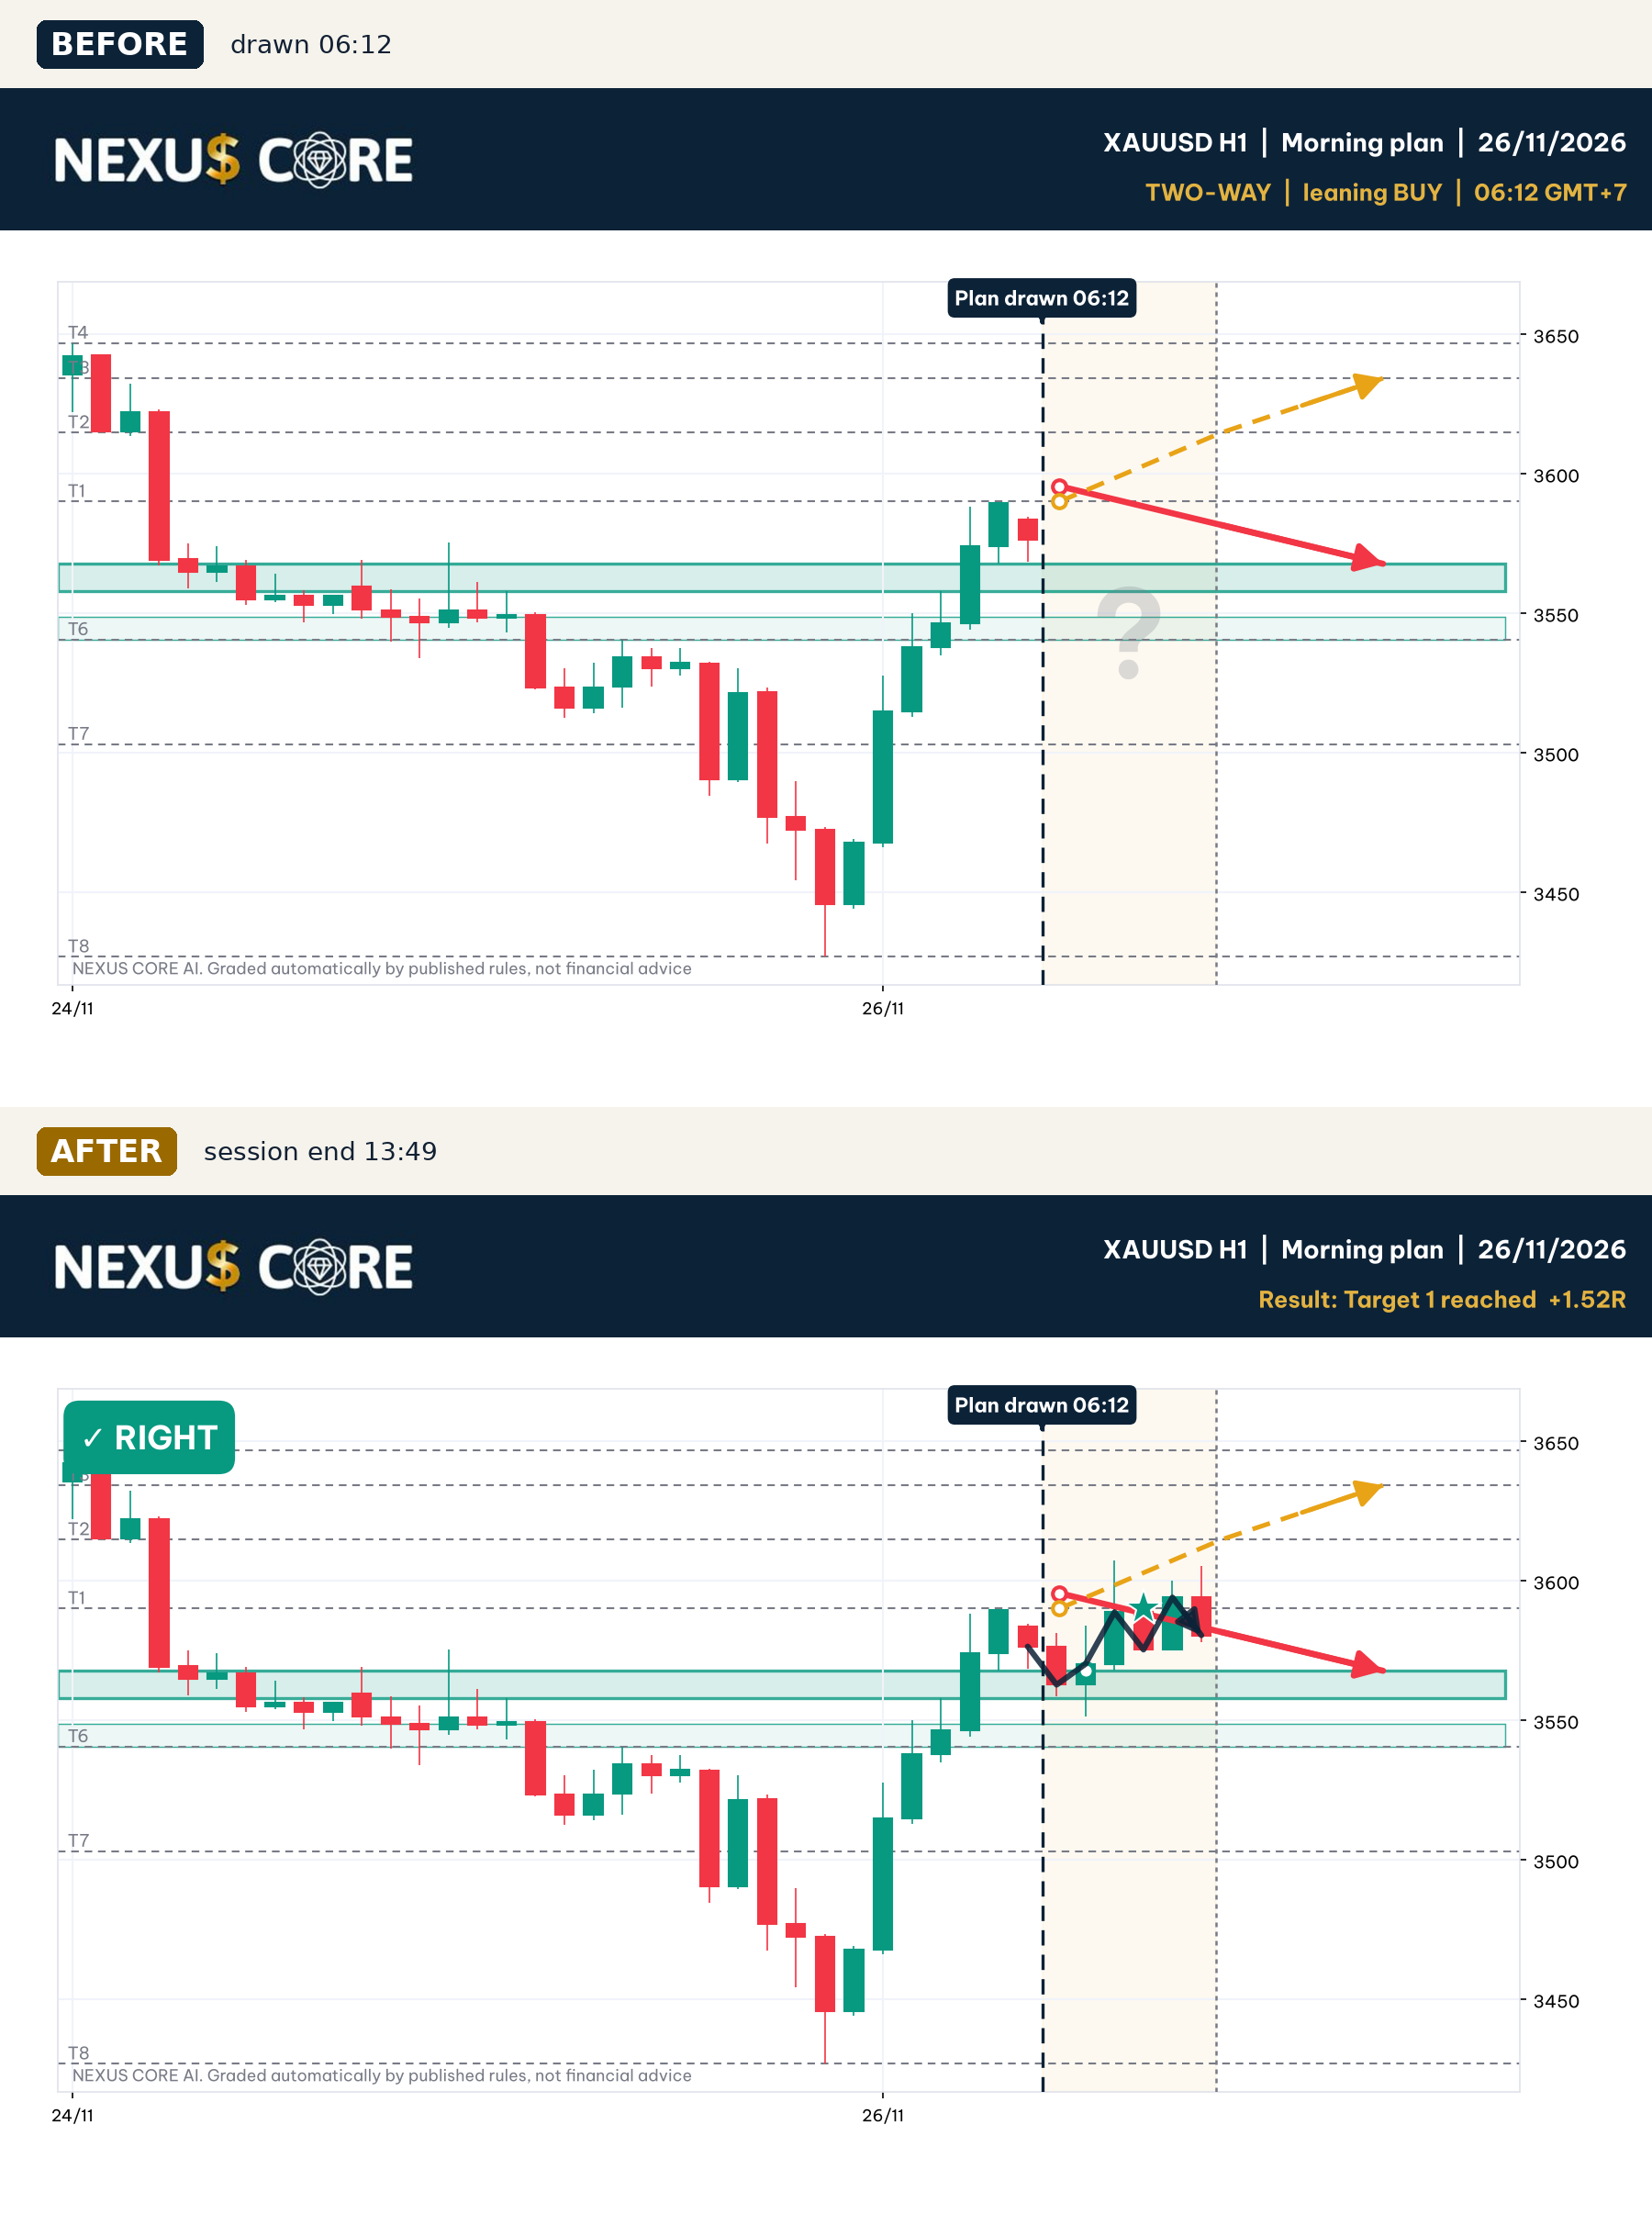 BEFORE drawn 06:12
NEXU$ CORE
XAUUSD H1 | Morning plan | 26/11/2026
TWO-WAY | leaning BUY | 06:12 GMT+7
Plan drawn 06:12
T4
T3
T2
T1
T6
T7
T8
3650
3600
3550
3500
3450
?
NEXUS CORE AI. Graded automatically by published rules, not financial advice
24/11
26/11
AFTER session end 13:49
NEXU$ CORE
XAUUSD H1 | Morning plan | 26/11/2026
Result: Target 1 reached +1.52R
Plan drawn 06:12
✓ RIGHT
T2
T1
T6
T7
T8
3650
3600
3550
3500
3450
NEXUS CORE AI. Graded automatically by published rules, not financial advice
24/11
26/11